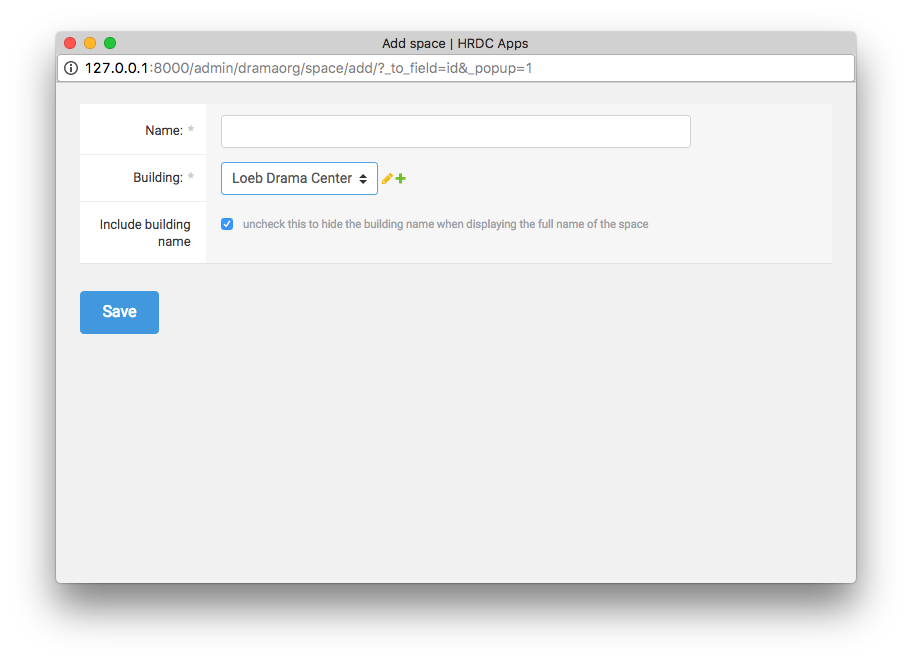 Add space | HRDC Apps
127.0.0.1:8000/admin/dramaorg/space/add/?_to_field=id&_popup=1
Name: *
Building: *
Loeb Drama Center
Include building
name
uncheck this to hide the building name when displaying the full name of the space
Save